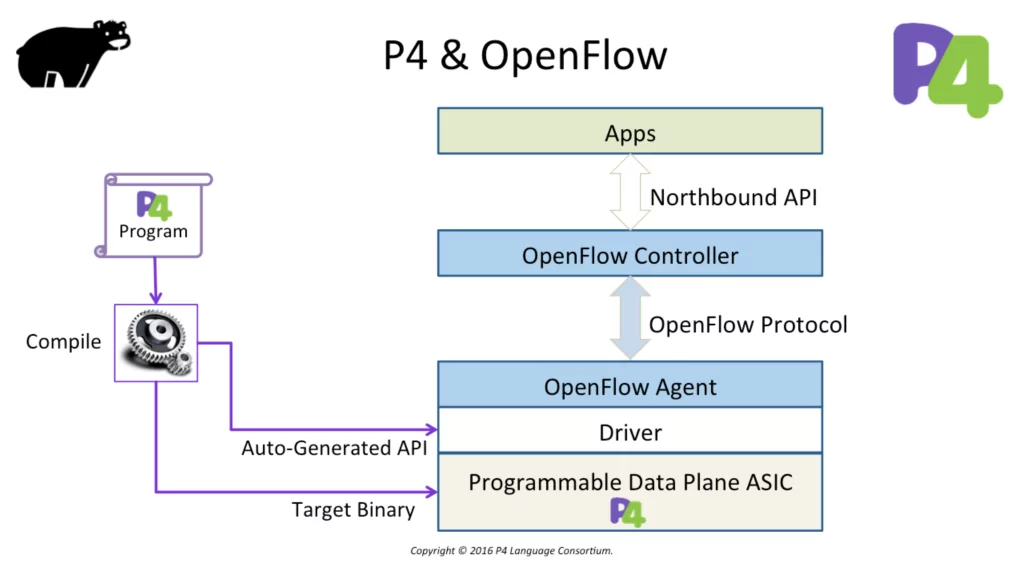 P4 & OpenFlow
P4
Apps
Northbound API
P4
Program
OpenFlow Controller
Compile
OpenFlow Protocol
OpenFlow Agent
Driver
Auto-Generated API
Programmable Data Plane ASIC
P4
Target Binary
Copyright © 2016 P4 Language Consortium.